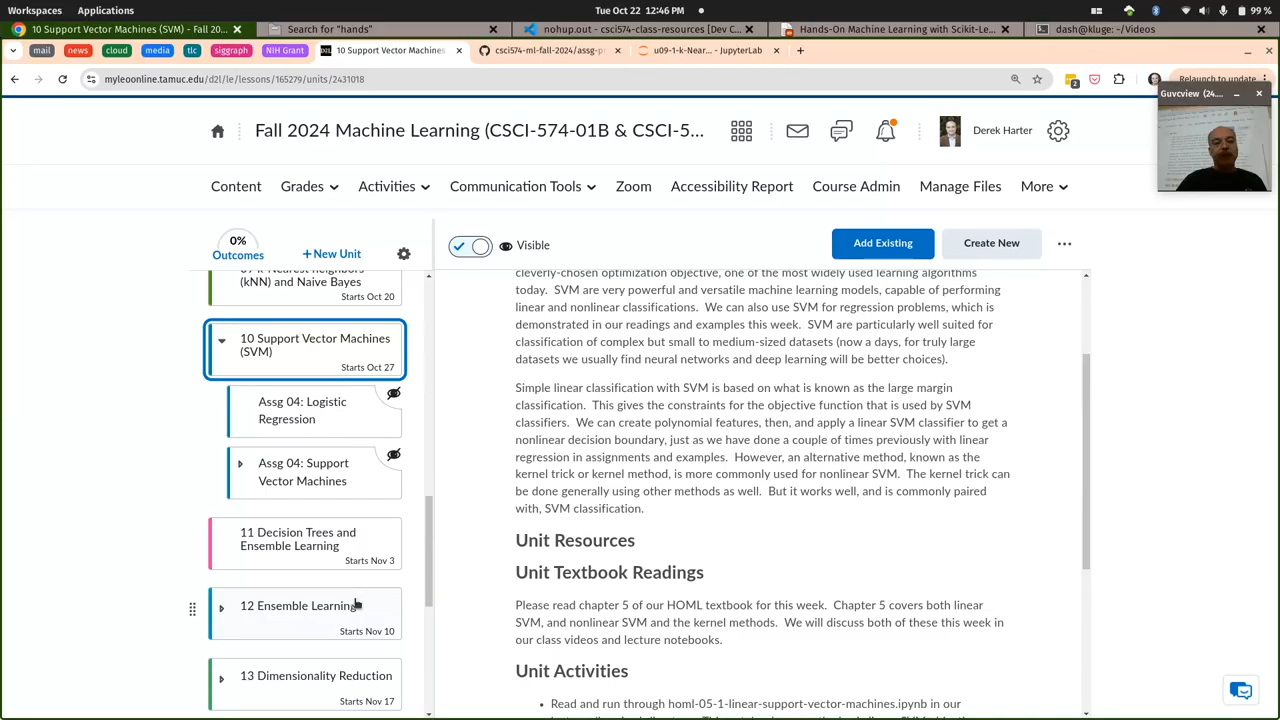 Workspaces Applications Tue Oct 22 12:46 PM 99 %
10 Support Vector Machines (SVM) - Fall 20... Search for "hands" nohup.out - csci574-class-resources [Dev C... Hands-On Machine Learning with Scikit-Le... dash@kluge: ~/Videos
mail news cloud media tlc siggraph NIH Grant 10 Support Vector Machines csci574-ml-fall-2024/assg-p u09-1-k-Near... - JupyterLab
myleoonline.tamuc.edu/d2l/le/lessons/165279/units/2431018 2 Relaunch to update
Guvcview (24....
Fall 2024 Machine Learning (CSCI-574-01B & CSCI-5... Derek Harter
Content Grades Activities Communication Tools Zoom Accessibility Report Course Admin Manage Files More
0%
Outcomes
+New Unit
Visible
Add Existing Create New
(kNN) and Naive Bayes
Starts Oct 20
10 Support Vector Machines
(SVM)
Starts Oct 27
Assg 04: Logistic
Regression
Assg 04: Support
Vector Machines
11 Decision Trees and
Ensemble Learning
Starts Nov 3
12 Ensemble Learning
Starts Nov 10
13 Dimensionality Reduction
Starts Nov 17
cleverly-chosen optimization objective, one of the most widely used learning algorithms
today. SVM are very powerful and versatile machine learning models, capable of performing
linear and nonlinear classifications. We can also use SVM for regression problems, which is
demonstrated in our readings and examples this week. SVM are particularly well suited for
classification of complex but small to medium-sized datasets (now a days, for truly large
datasets we usually find neural networks and deep learning will be better choices).
Simple linear classification with SVM is based on what is known as the large margin
classification. This gives the constraints for the objective function that is used by SVM
classifiers. We can create polynomial features, then, and apply a linear SVM classifier to get a
nonlinear decision boundary, just as we have done a couple of times previously with linear
regression in assignments and examples. However, an alternative method, known as the
kernel trick or kernel method, is more commonly used for nonlinear SVM. The kernel trick can
be done generally using other methods as well. But it works well, and is commonly paired
with, SVM classification.
Unit Resources
Unit Textbook Readings
Please read chapter 5 of our HOML textbook for this week. Chapter 5 covers both linear
SVM, and nonlinear SVM and the kernel methods. We will discuss both of these this week in
our class videos and lecture notebooks.
Unit Activities
Read and run through homl-05-1-linear-support-vector-machines.ipynb in our